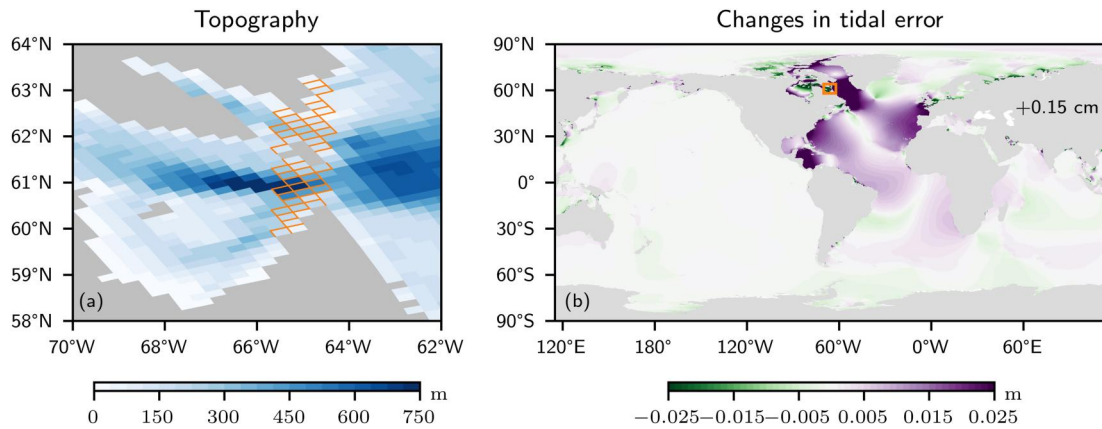 Topography
64°N
63°N
62°N
61°N
60°N
59°N
58°N
(a)
70°W 68°W 66°W 64°W 62°W
0 150 300 450 600 750
m
Changes in tidal error
90°N
60°N
30°N
0°
30°S
60°S
90°S
+0.15 cm
(b)
120°E 180° 120°W 60°W 0°W 60°E
−0.025 −0.015 −0.005 0.005 0.015 0.025
m